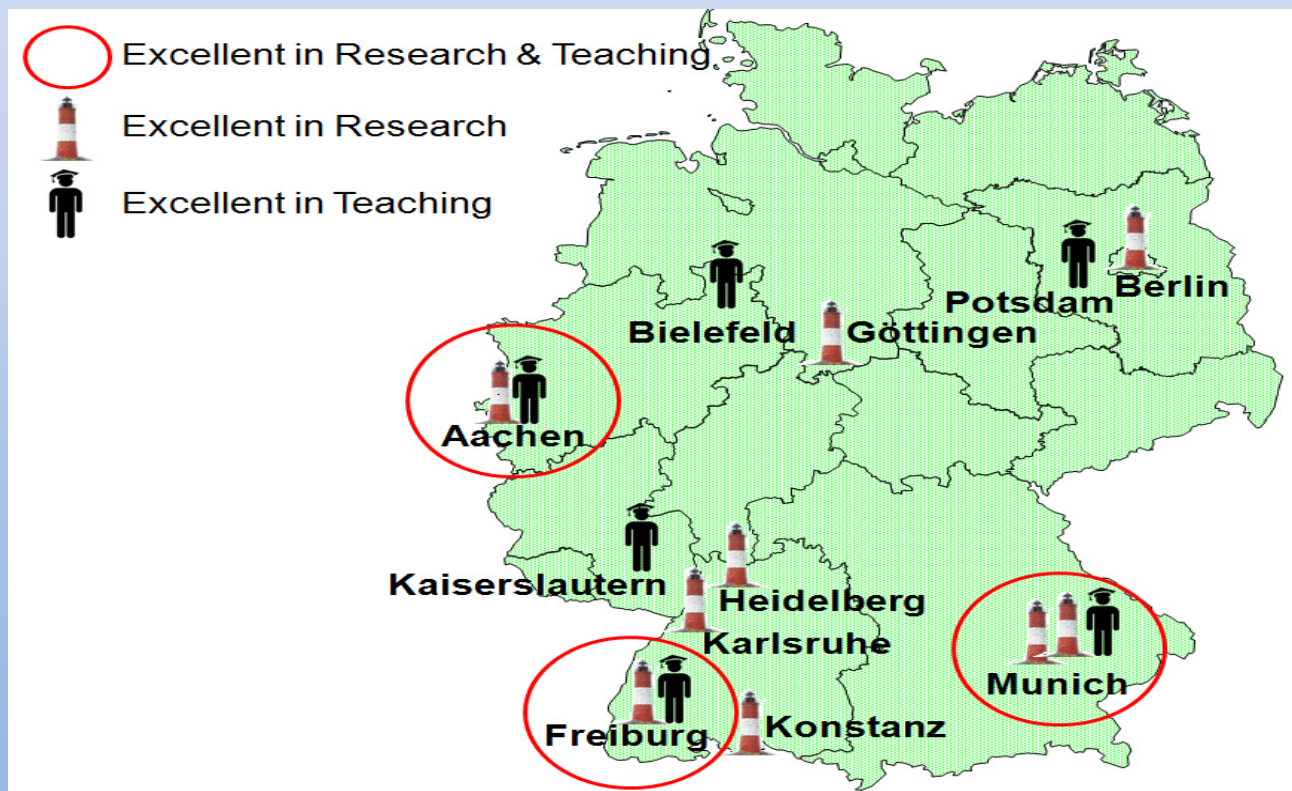 Excellent in Research & Teaching
Excellent in Research
Excellent in Teaching
Berlin
Potsdam
Bielefeld
Göttingen
Aachen
Kaiserslautern
Heidelberg
Karlsruhe
Munich
Freiburg
Konstanz